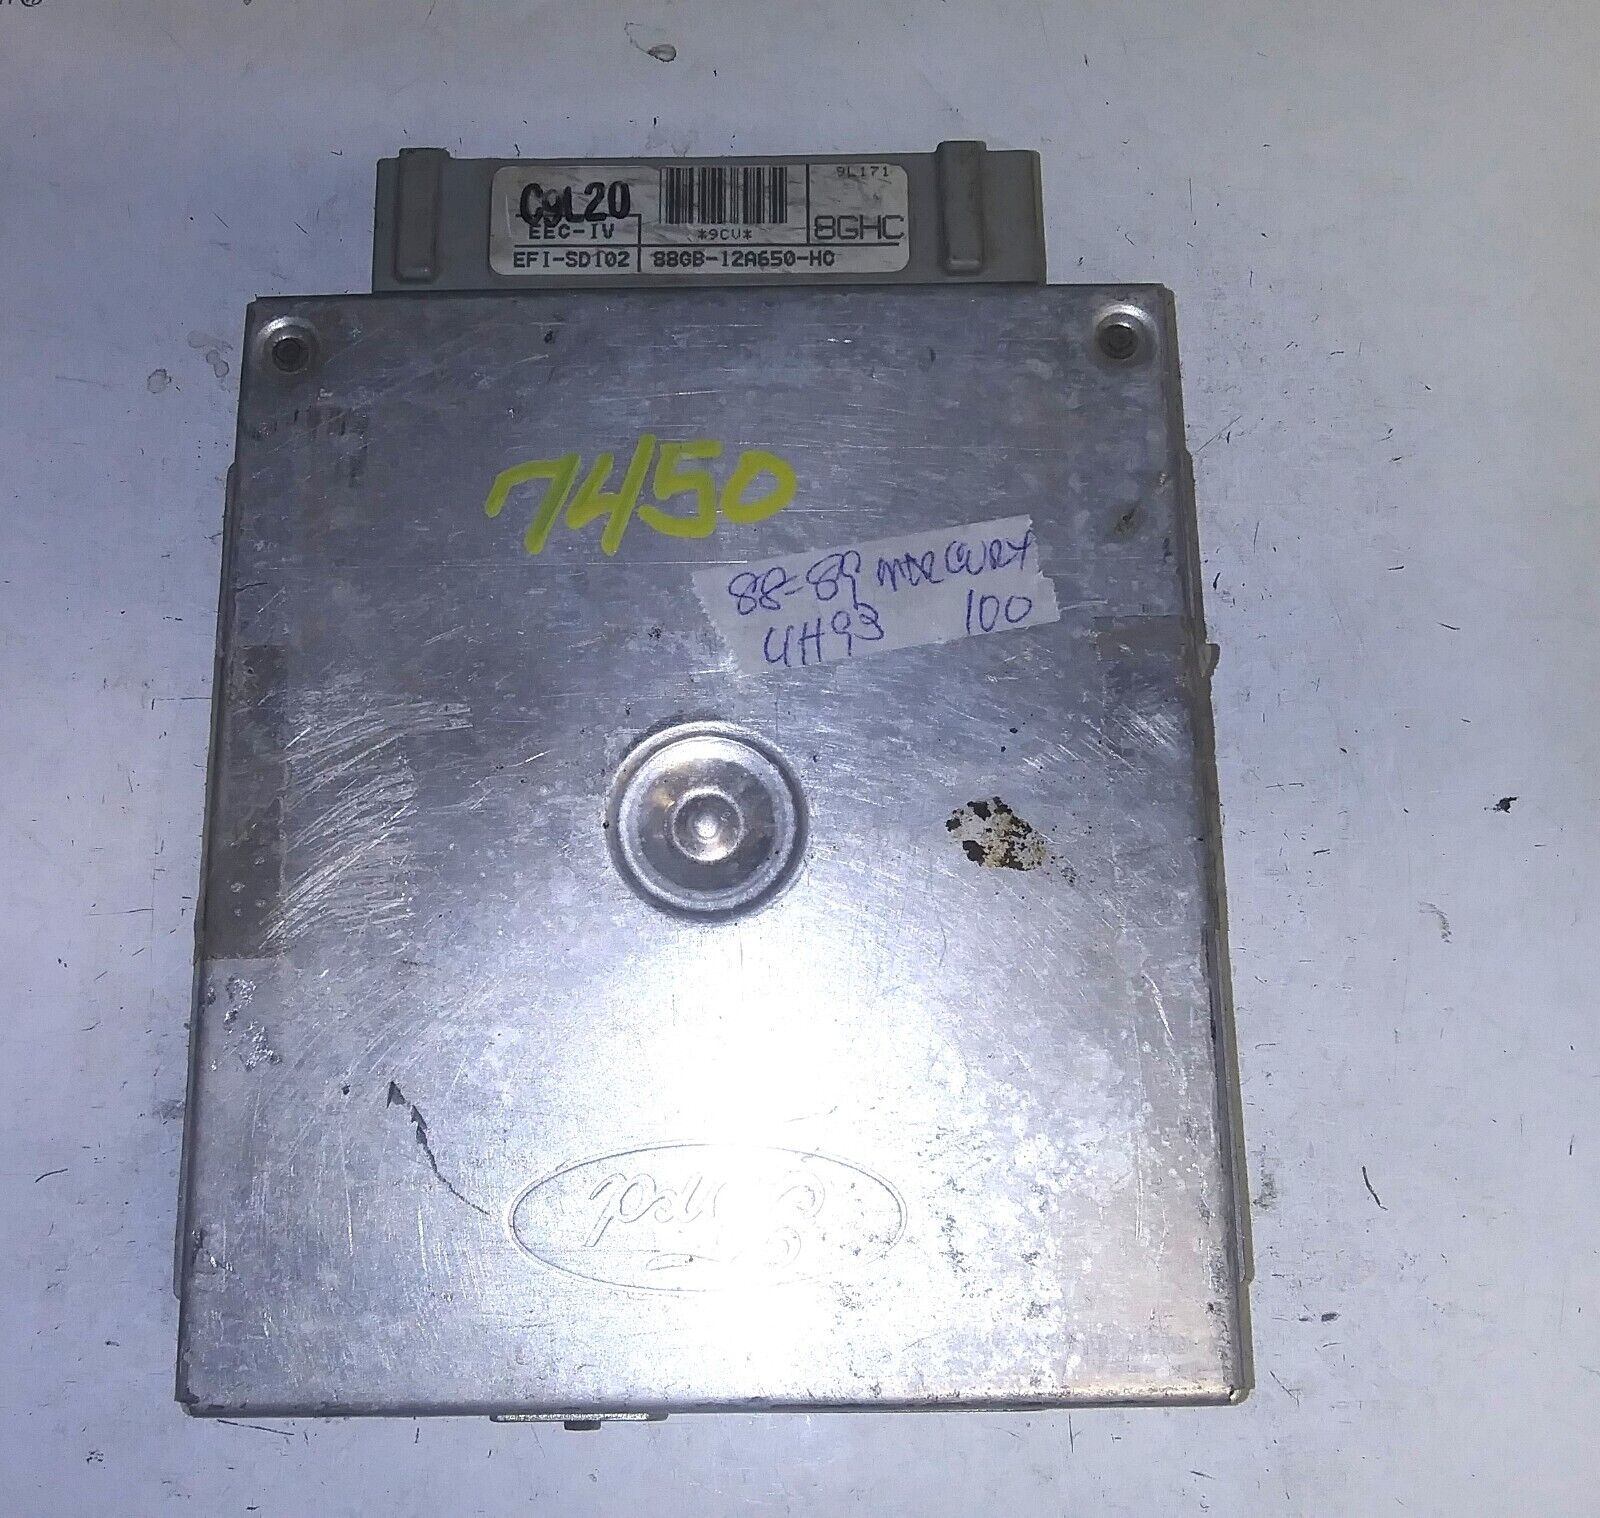 C9L20
EEC-IV
*9CV*
9L171
8GHC
EFI-SD102 88GB-12A650-HC
7450
88-89 MERCURY
4H93 100
Ford